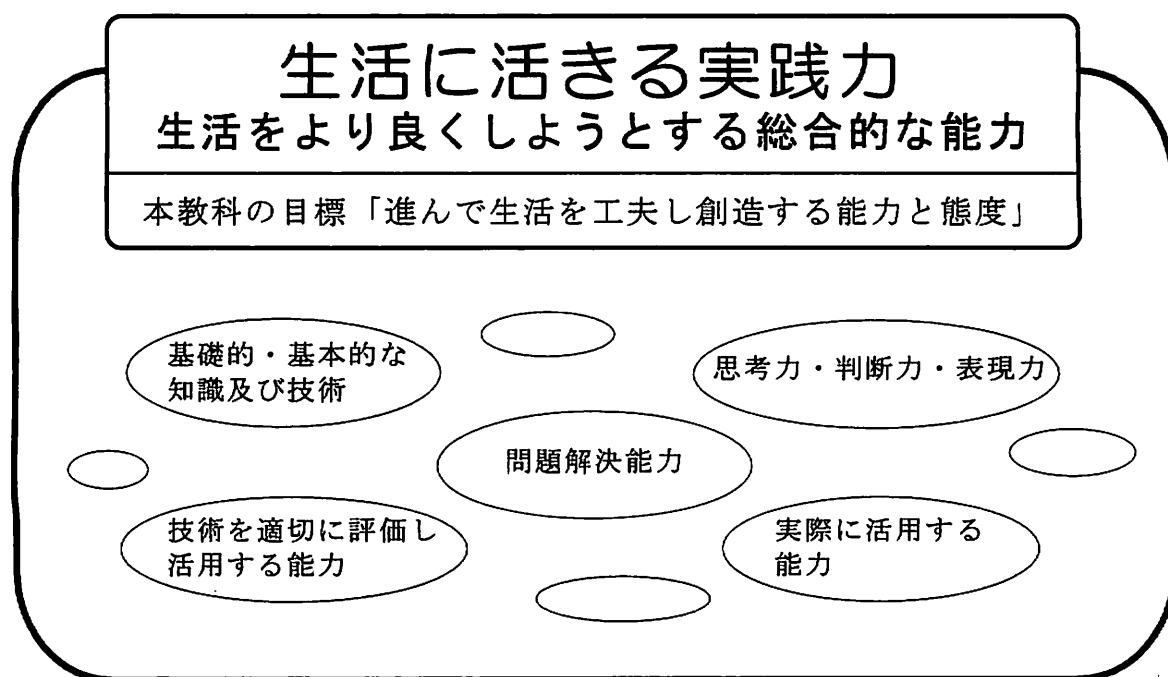 生活に活きる実践力
生活をより良くしようとする総合的な能力
本教科の目標「進んで生活を工夫し創造する能力と態度」
基礎的・基本的な
知識及び技術
思考力・判断力・表現力
問題解決能力
技術を適切に評価し
活用する能力
実際に活用する
能力